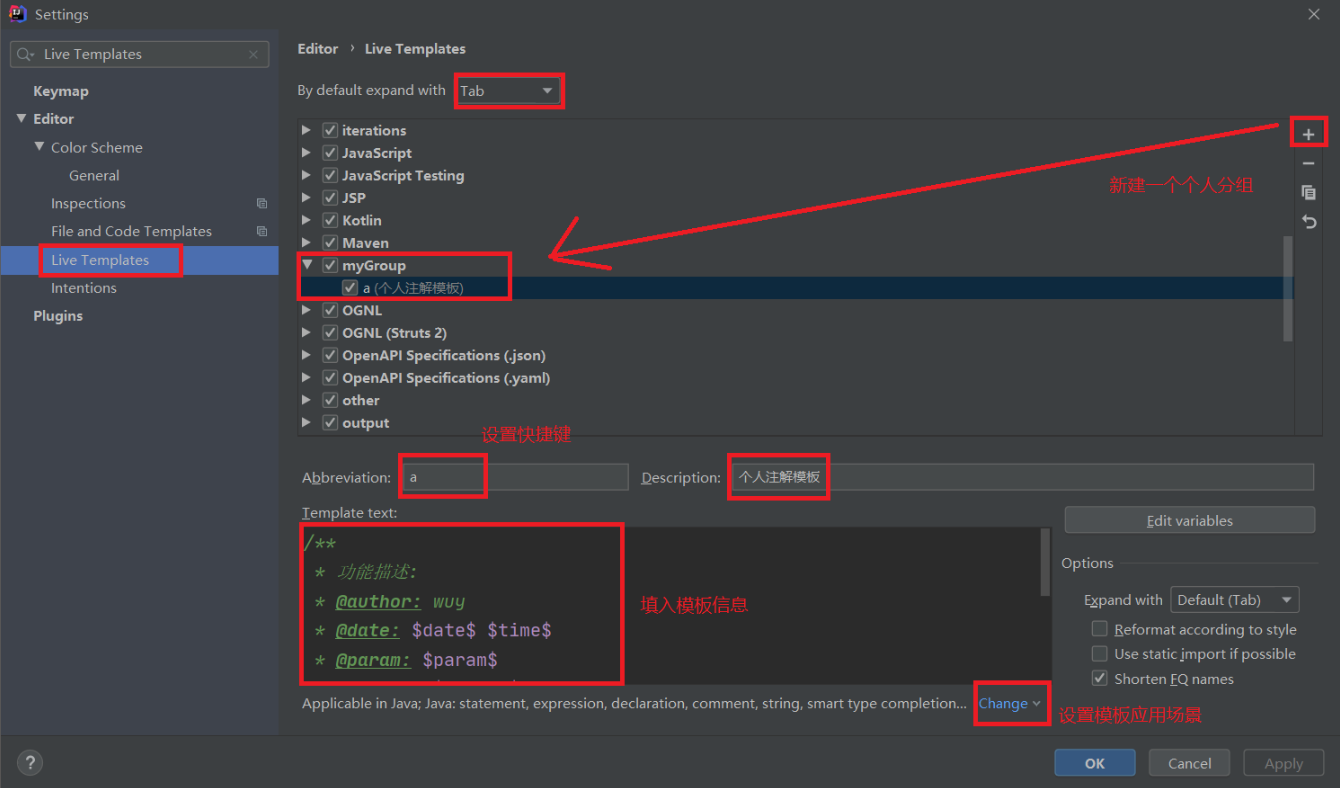 Settings
Live Templates
Keymap
Editor
Color Scheme
General
Inspections
File and Code Templates
Live Templates
Intentions
Plugins
Editor › Live Templates
By default expand with Tab
iterations
JavaScript
JavaScript Testing
JSP
Kotlin
Maven
myGroup
a (个人注解模板)
OGNL
OGNL (Struts 2)
OpenAPI Specifications (.json)
OpenAPI Specifications (.yaml)
other
output
新建一个个人分组
设置快捷键
Abbreviation: a
Description: 个人注解模板
Template text:
/**
* 功能描述:
* @author: wuy
* @date: $date$ $time$
* @param: $param$
填入模板信息
Edit variables
Options
Expand with Default (Tab)
Reformat according to style
Use static import if possible
Shorten FQ names
Applicable in Java; Java: statement, expression, declaration, comment, string, smart type completion... Change
设置模板应用场景
?
OK Cancel Apply